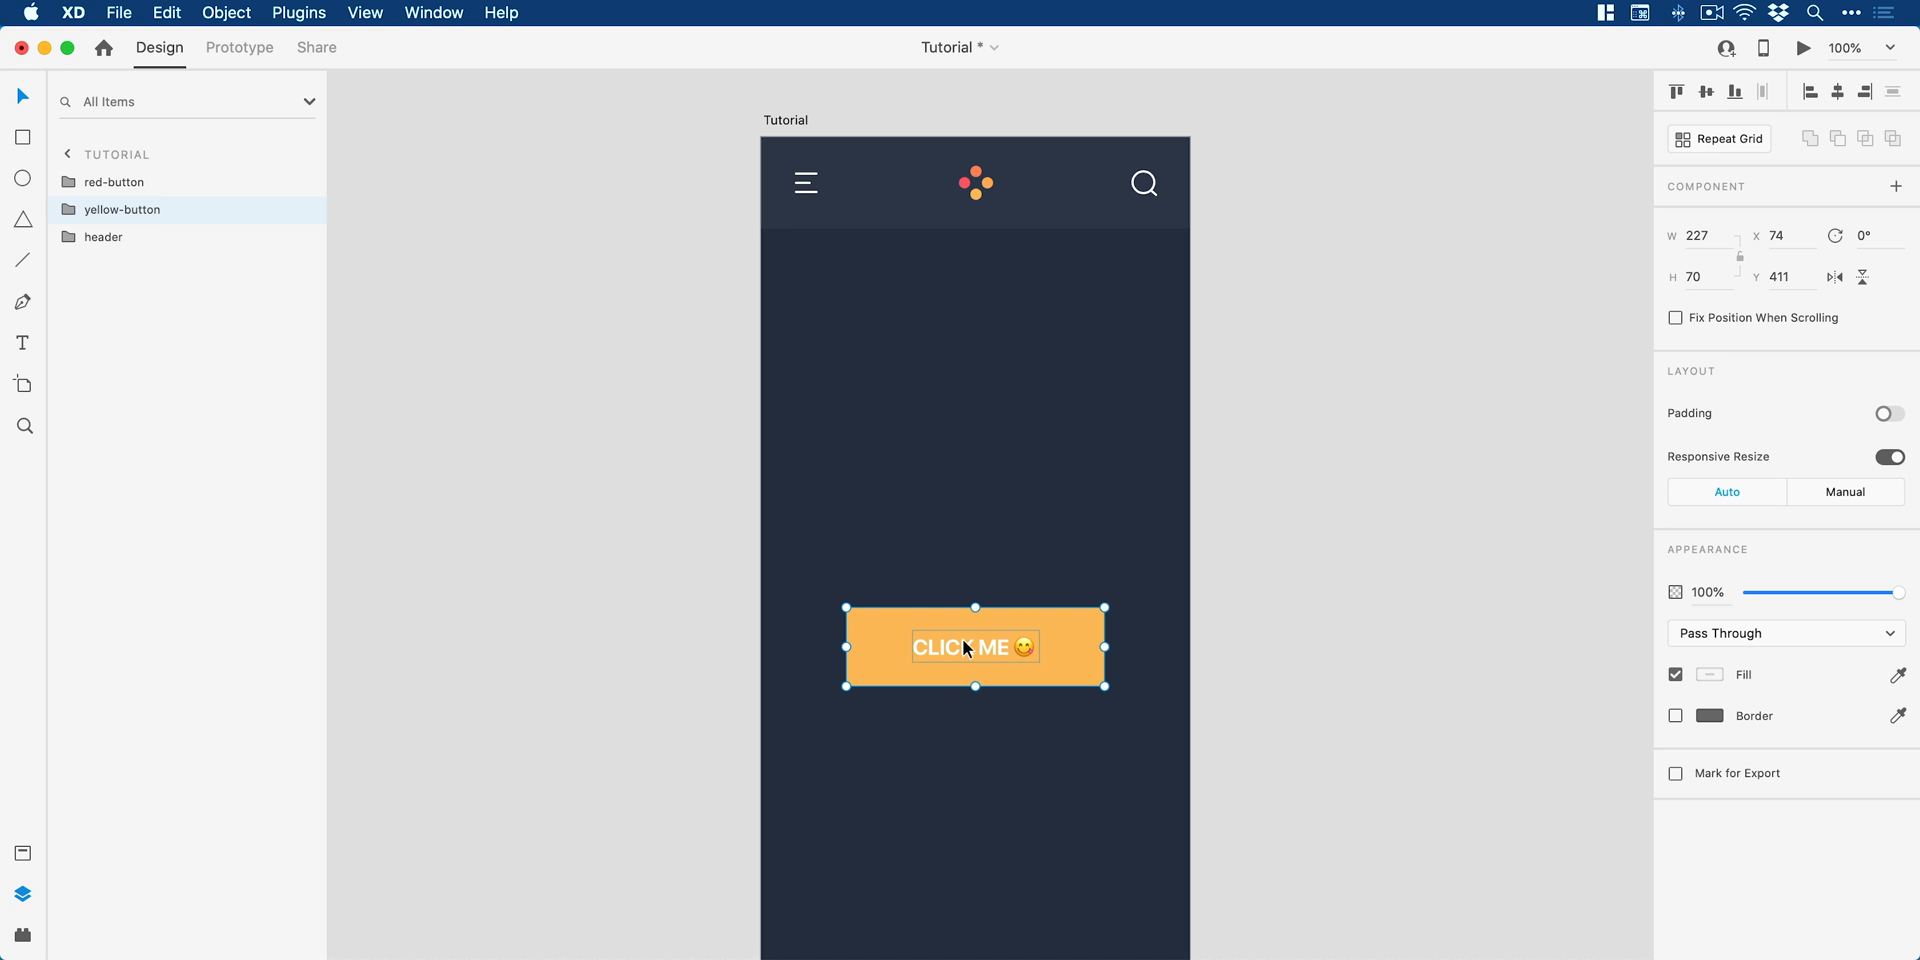 XD File Edit Object Plugins View Window Help
Design Prototype Share
Tutorial *
100%
All Items
TUTORIAL
red-button
yellow-button
header
Tutorial
CLICK ME 😋
Repeat Grid
COMPONENT
W 227 X 74 0°
H 70 Y 411
Fix Position When Scrolling
LAYOUT
Padding
Responsive Resize
Auto Manual
APPEARANCE
100%
Pass Through
Fill
Border
Mark for Export